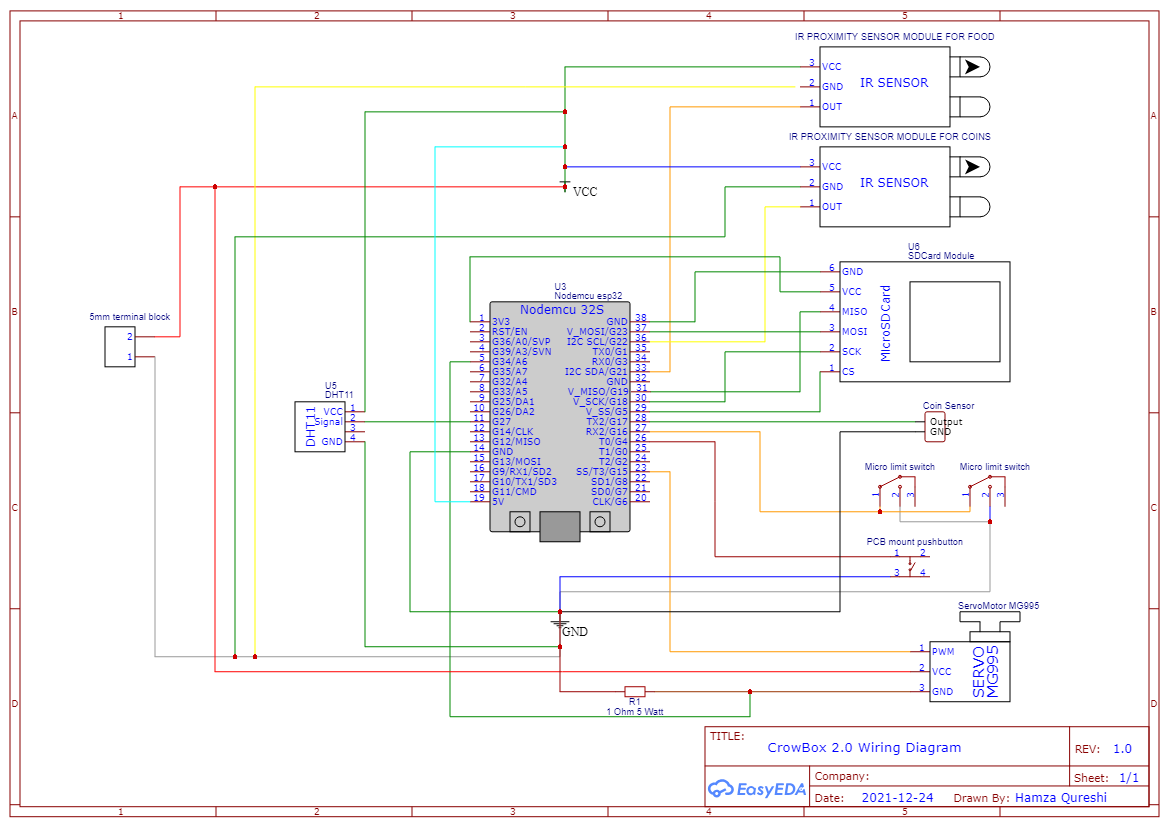 1 2 3 4 5
A
B
C
D
A
B
C
D
1 2 3 4 5
IR PROXIMITY SENSOR MODULE FOR FOOD
3 VCC
2 GND
1 OUT
IR SENSOR
IR PROXIMITY SENSOR MODULE FOR COINS
3 VCC
2 GND
1 OUT
IR SENSOR
VCC
U6
SDCard Module
6 GND
5 VCC
4 MISO
3 MOSI
2 SCK
1 CS
MicroSDCard
5mm terminal block
2
1
U3
Nodemcu esp32
Nodemcu 32S
1 3V3
2 RST/EN
3 G36/A0/SVP
4 G39/A3/SVN
5 G34/A6
6 G35/A7
7 G32/A4
8 G33/A5
9 G25/DA1
10 G26/DA2
11 G27
12 G14/CLK
13 G12/MISO
14 GND
15 G13/MOSI
16 G9/RX1/SD2
17 G10/TX1/SD3
18 G11/CMD
19 5V
GND 38
V_MOSI/G23 37
I2C SCL/G22 36
TX0/G1 35
RX0/G3 34
I2C SDA/G21 33
GND 32
V_MISO/G19 31
V_SCK/G18 30
V_SS/G5 29
TX2/G17 28
RX2/G16 27
T0/G4 26
T1/G0 25
T2/G2 24
SS/T3/G15 23
SD1/G8 22
SD0/G7 21
CLK/G6 20
U5
DHT11
DHT11
VCC 1
Signal 2
3
GND 4
Coin Sensor
Output
GND
Micro limit switch
1 2 3
Micro limit switch
1 2 3
PCB mount pushbutton
1 2
3 4
GND
ServoMotor MG995
1 PWM
2 VCC
3 GND
SERVO
MG995
R1
1 Ohm 5 Watt
TITLE:
CrowBox 2.0 Wiring Diagram
REV: 1.0
EasyEDA
Company:
Sheet: 1/1
Date: 2021-12-24 Drawn By: Hamza Qureshi